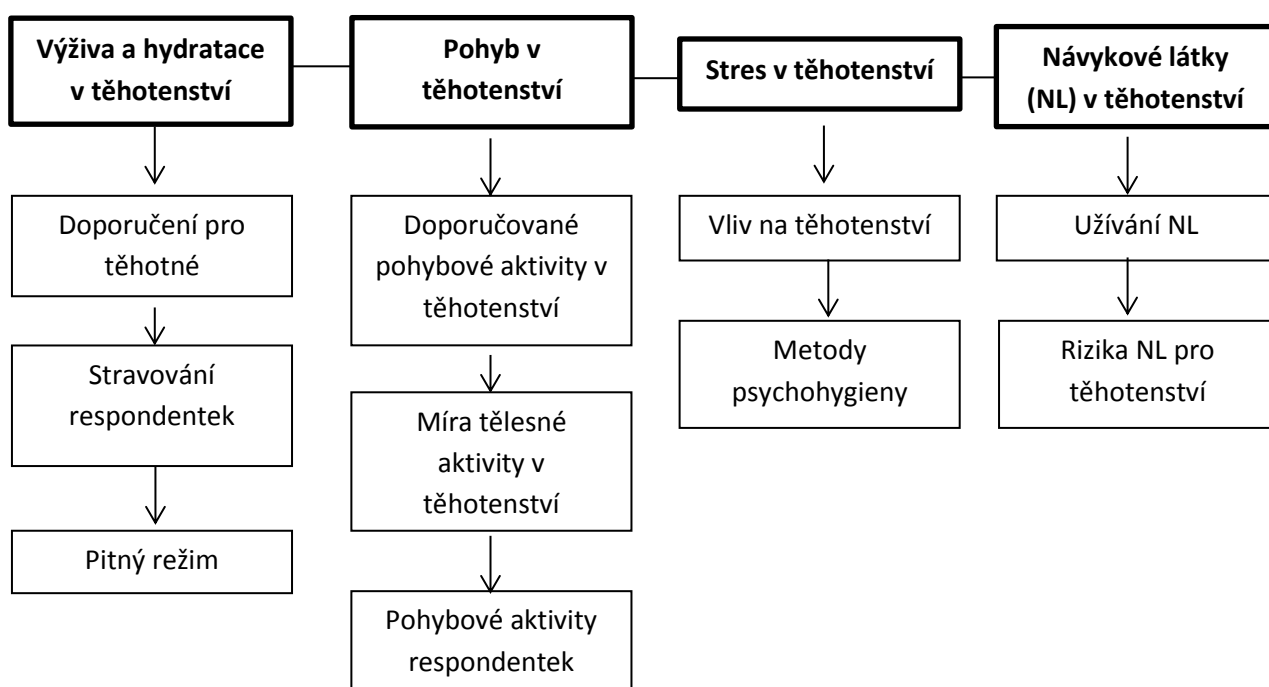 Výživa a hydratace
v těhotenství
Pohyb v
těhotenství
Stres v těhotenství
Návykové látky
(NL) v těhotenství
Doporučení pro
těhotné
Stravování
respondentek
Pitný režim
Doporučované
pohybové aktivity v
těhotenství
Míra tělesné
aktivity v
těhotenství
Pohybové aktivity
respondentek
Vliv na těhotenství
Metody
psychohygieny
Užívání NL
Rizika NL pro
těhotenství